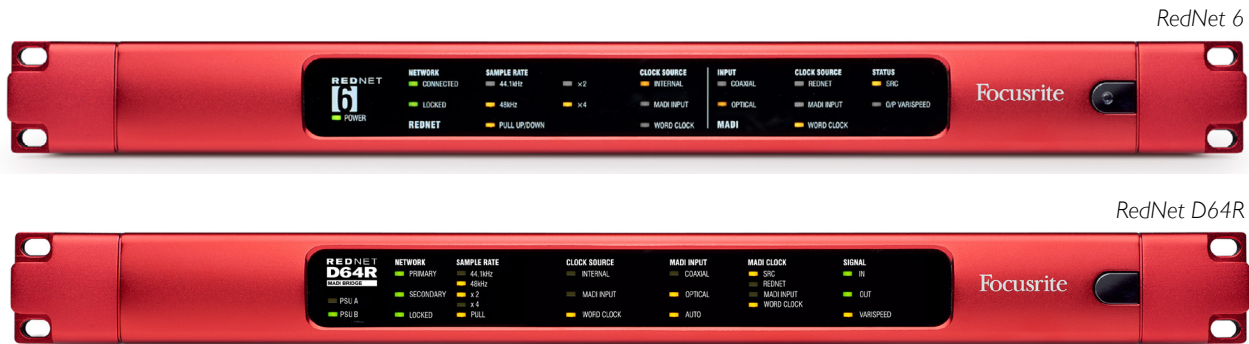 RedNet 6
REDNET
6
POWER
NETWORK
CONNECTED
LOCKED
REDNET
SAMPLE RATE
44.1kHz
48kHz
PULL UP/DOWN
×2
×4
CLOCK SOURCE
INTERNAL
MADI INPUT
WORD CLOCK
INPUT
COAXIAL
OPTICAL
MADI
CLOCK SOURCE
REDNET
MADI INPUT
WORD CLOCK
STATUS
SRC
O/P VARISPEED
Focusrite
RedNet D64R
REDNET
D64R
MADI BRIDGE
PSU A
PSU B
NETWORK
PRIMARY
SECONDARY
LOCKED
SAMPLE RATE
44.1kHz
48kHz
x 2
x 4
PULL
CLOCK SOURCE
INTERNAL
MADI INPUT
WORD CLOCK
MADI INPUT
COAXIAL
OPTICAL
AUTO
MADI CLOCK
SRC
REDNET
MADI INPUT
WORD CLOCK
SIGNAL
IN
OUT
VARISPEED
Focusrite